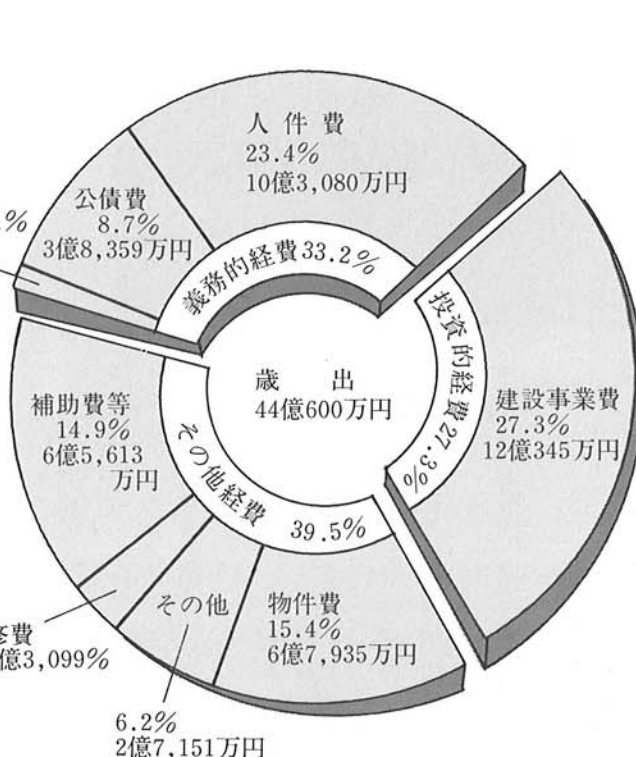 人件費
23.4%
10億3,080万円
公債費
8.7%
3億8,359万円
%
義務的経費33.2%
投資的経費27.3%
建設事業費
27.3%
12億345万円
歳出
44億600万円
補助費等
14.9%
6億5,613
万円
その他経費 39.5%
費
億3,099%
その他
6.2%
2億7,151万円
物件費
15.4%
6億7,935万円